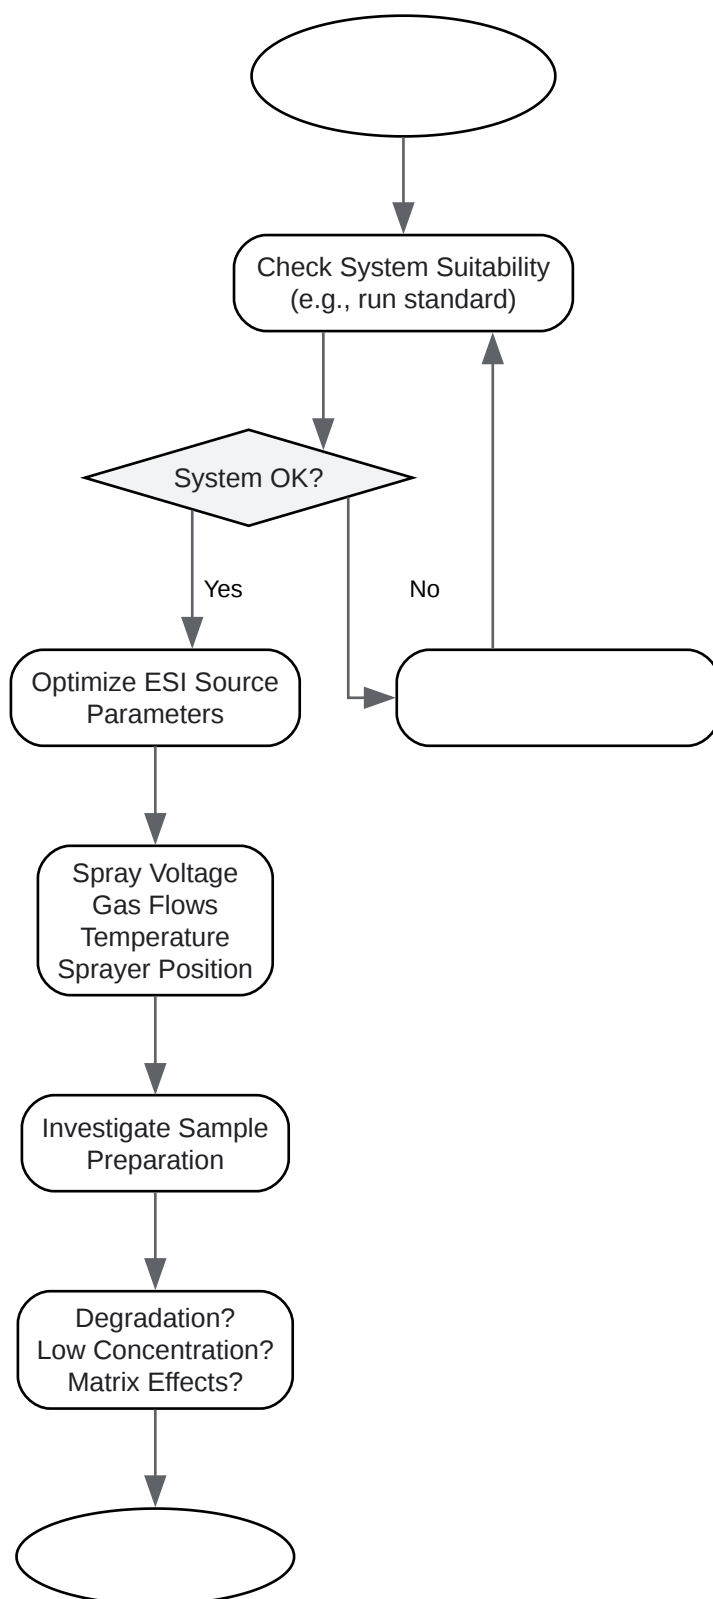 Check System Suitability
(e.g., run standard)
System OK?
Yes
No
Optimize ESI Source
Parameters
Spray Voltage
Gas Flows
Temperature
Sprayer Position
Investigate Sample
Preparation
Degradation?
Low Concentration?
Matrix Effects?